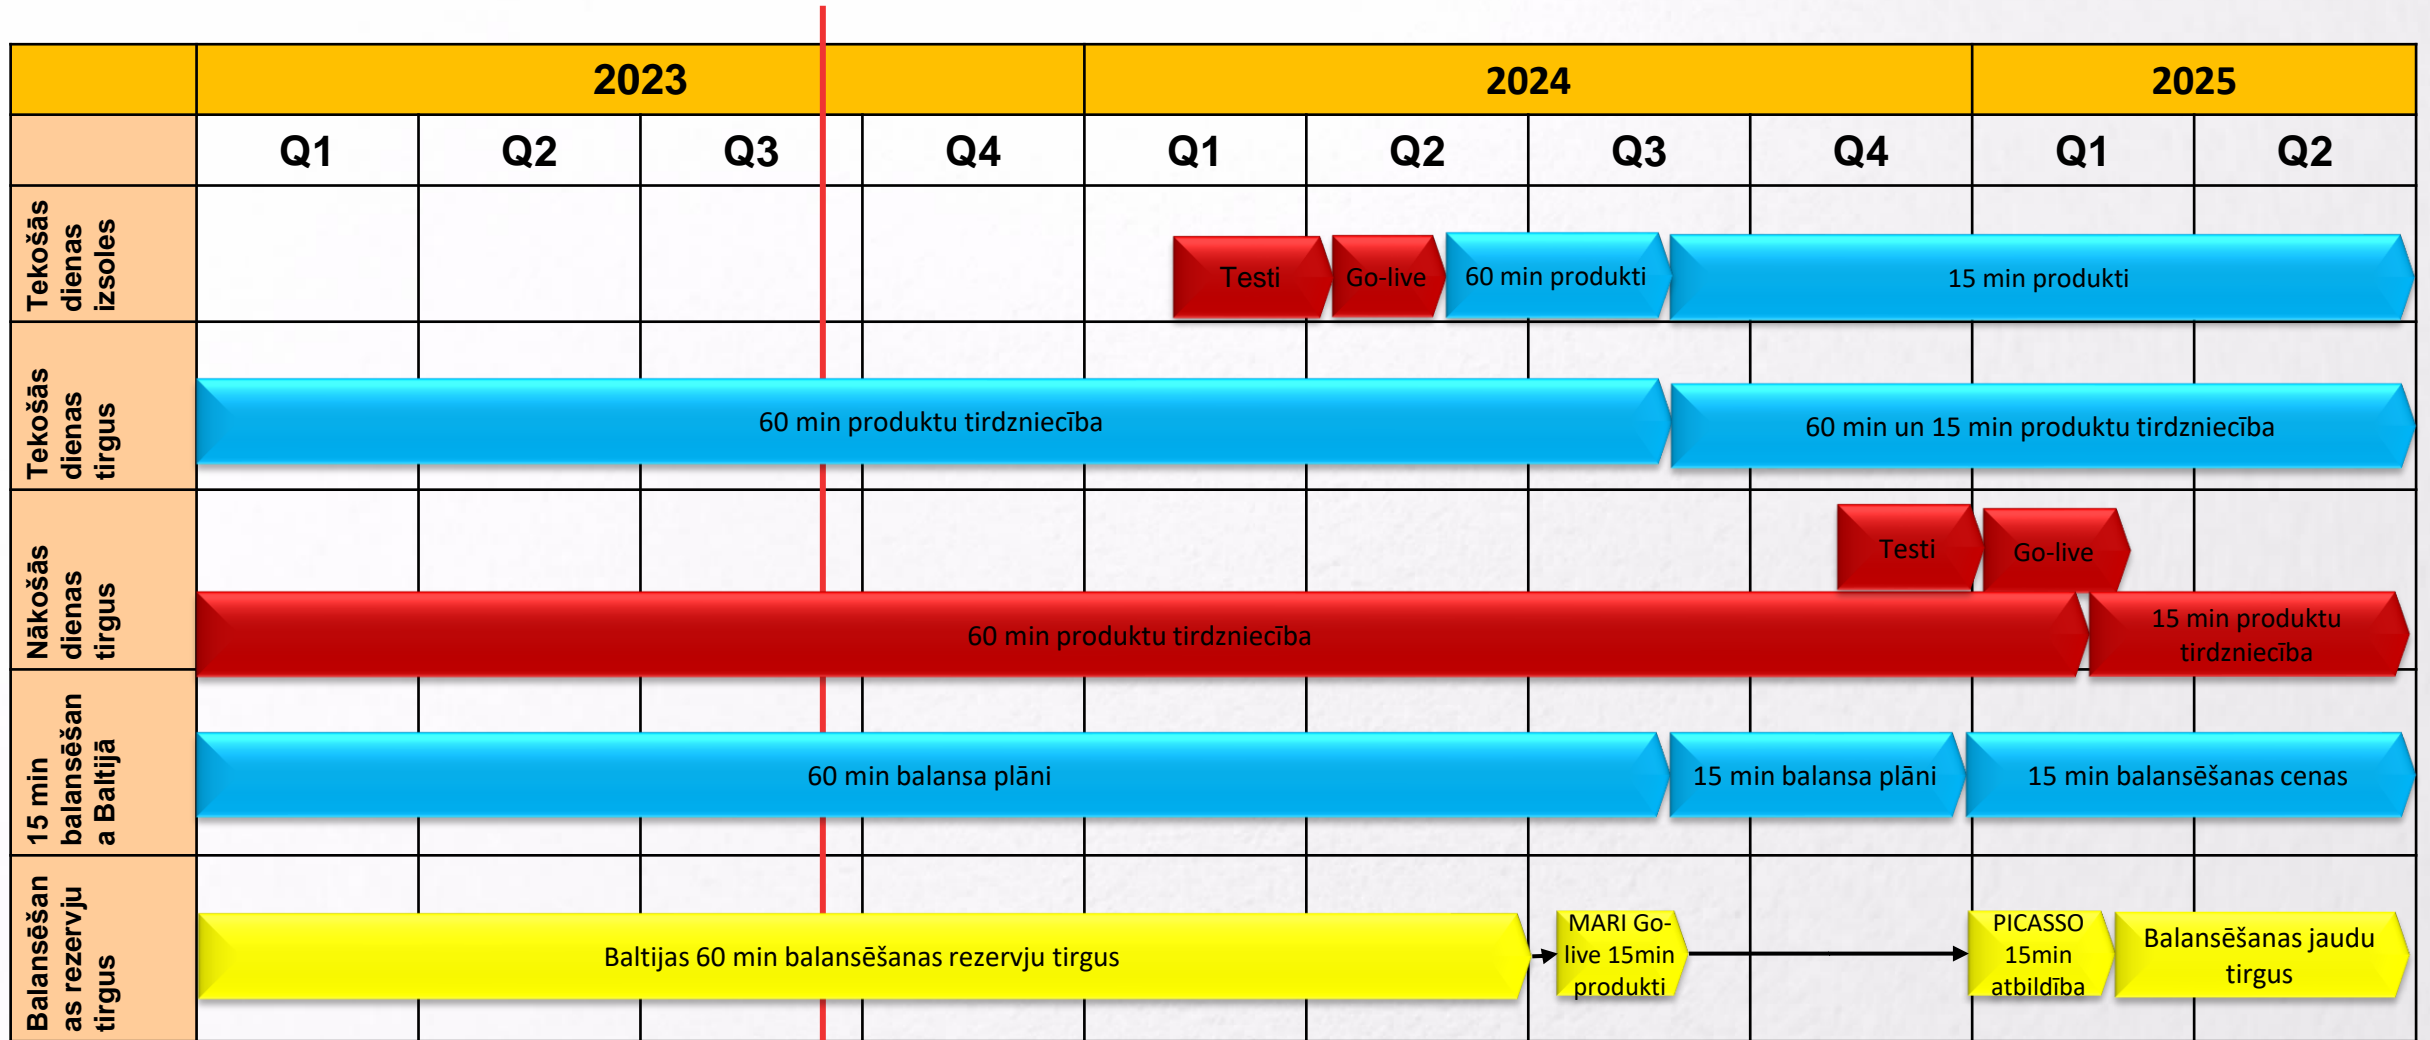 2023
2024
2025
Q1
Q2
Q3
Q4
Q1
Q2
Q3
Q4
Q1
Q2
Tekošās
dienas
izsoles
Testi
Go-live
60 min produkti
15 min produkti
Tekošās
dienas
tirgus
60 min produktu tirdzniecība
60 min un 15 min produktu tirdzniecība
Nākošās
dienas
tirgus
Testi
Go-live
60 min produktu tirdzniecība
15 min produktu
tirdzniecība
15 min
balansēšan
a Baltijā
60 min balansa plāni
15 min balansa plāni
15 min balansēšanas cenas
Balansēšan
as rezervju
tirgus
Baltijas 60 min balansēšanas rezervju tirgus
MARI Go-
live 15min
produkti
PICASSO
15min
atbildība
Balansēšanas jaudu
tirgus